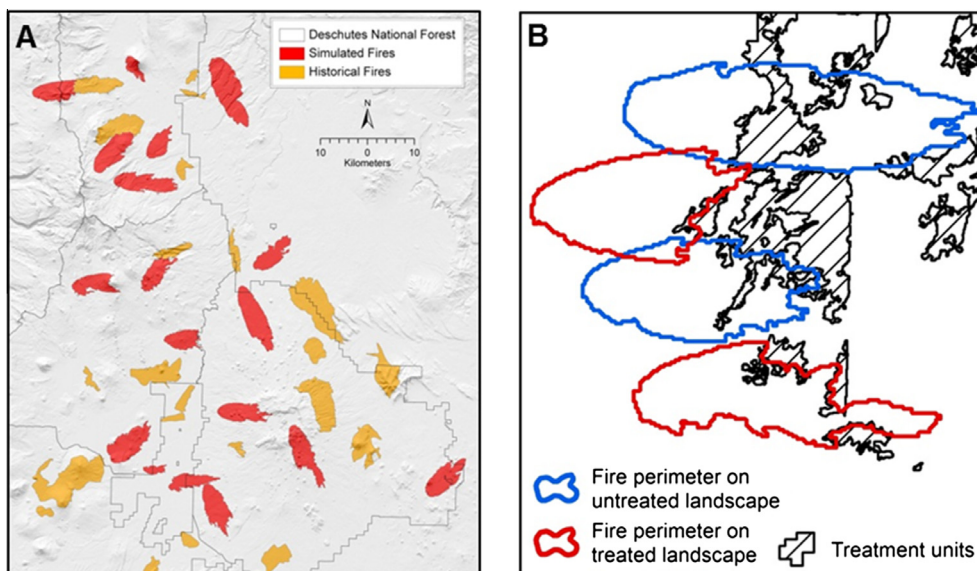 A
Deschutes National Forest
Simulated Fires
Historical Fires
N
10 0 10
Kilometers
B
Fire perimeter on
untreated landscape
Fire perimeter on
treated landscape
Treatment units